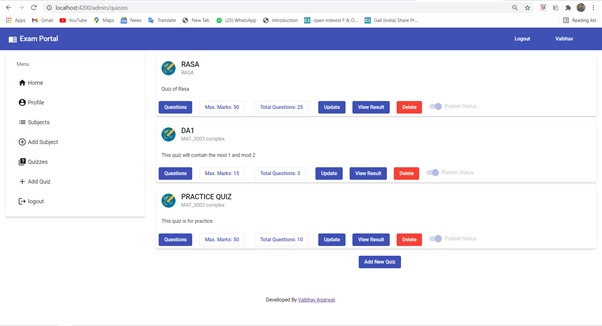 localhost:4200/admin/quizzes
Apps Gmail YouTube Maps News Translate New Tab (25) WhatsApp Introduction open interest F & O... Gail (india) Share Pr... Reading list
Exam Portal Logout Vaibhav
Menu
Home
Profile
Subjects
Add Subject
Quizzes
Add Quiz
logout
RASA
RASA
Quiz of Rasa
Questions Max. Marks: 50 Total Questions: 25 Update View Result Delete Publish Status
DA1
MAT_3003 complex
This quiz will contain the mod 1 and mod 2
Questions Max. Marks: 15 Total Questions: 3 Update View Result Delete Publish Status
PRACTICE QUIZ
MAT_3003 complex
This quiz is for practice
Questions Max. Marks: 50 Total Questions: 10 Update View Result Delete Publish Status
Add New Quiz
Developed By Vaibhav Agarwal.